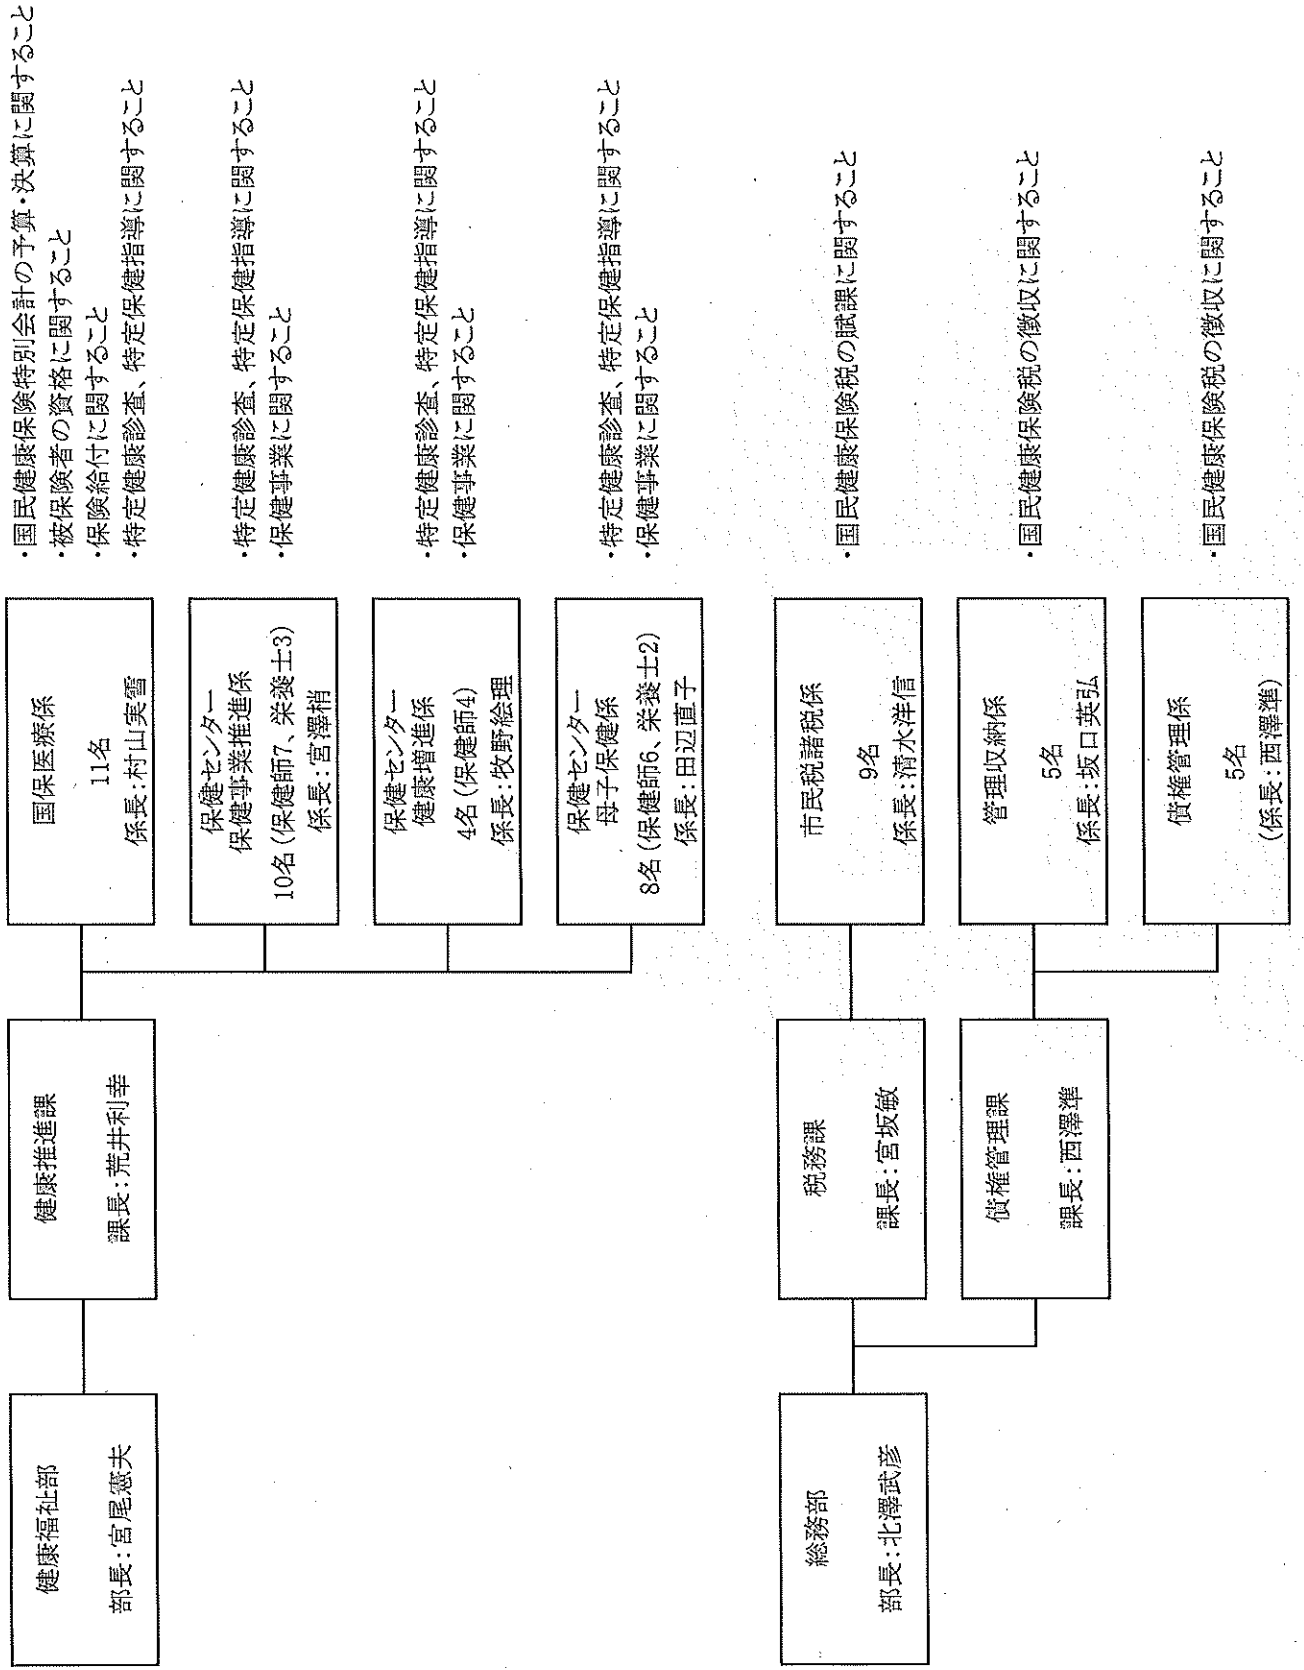 健康福祉部
部長：宮尾憲夫
健康推進課
課長：荒井利幸
国保医療係
11名
係長：村山実雪
・国民健康保険特別会計の予算・決算に関すること
・被保険者の資格に関すること
・保険給付に関すること
・特定健康診査、特定保健指導に関すること
保健センター
保健事業推進係
10名(保健師7、栄養士3)
係長：宮澤梢
・特定健康診査、特定保健指導に関すること
・保健事業に関すること
保健センター
健康増進係
4名(保健師4)
係長：牧野絵理
・特定健康診査、特定保健指導に関すること
・保健事業に関すること
保健センター
母子保健係
8名(保健師6、栄養士2)
係長：田辺直子
・特定健康診査、特定保健指導に関すること
・保健事業に関すること
総務部
部長：北澤武彦
税務課
課長：宮坂敏
市民税諸税係
9名
係長：清水洋信
・国民健康保険税の賦課に関すること
債権管理課
課長：西澤準
管理収納係
5名
係長：坂口英弘
・国民健康保険税の徴収に関すること
債権管理係
5名
(係長：西澤準)
・国民健康保険税の徴収に関すること